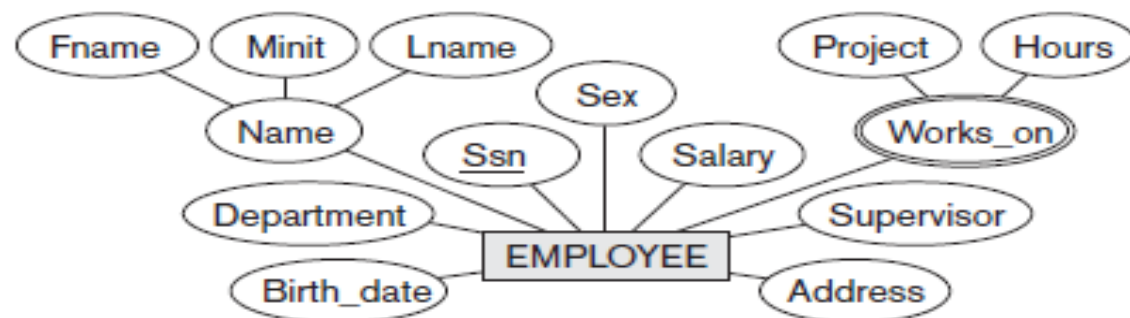 Fname Minit Lname Project Hours
Name Sex Works_on
Ssn Salary
Department Supervisor
EMPLOYEE
Birth_date Address